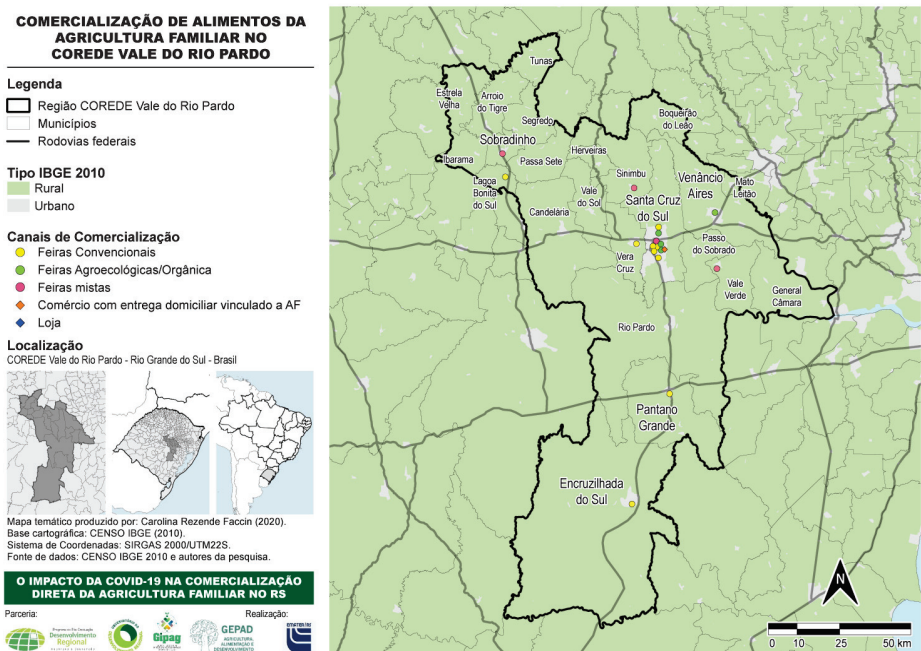 COMERCIALIZAÇÃO DE ALIMENTOS DA
AGRICULTURA FAMILIAR NO
COREDE VALE DO RIO PARDO
Legenda
Região COREDE Vale do Rio Pardo
Municípios
Rodovias federais
Tipo IBGE 2010
Rural
Urbano
Canais de Comercialização
Feiras Convencionais
Feiras Agroecológicas/Orgânica
Feiras mistas
Comércio com entrega domiciliar vinculado a AF
Loja
Localização
COREDE Vale do Rio Pardo - Rio Grande do Sul - Brasil
Mapa temático produzido por: Carolina Rezende Faccin (2020).
Base cartográfica: CENSO IBGE (2010).
Sistema de Coordenadas: SIRGAS 2000/UTM22S.
Fonte de dados: CENSO IBGE 2010 e autores da pesquisa.
O IMPACTO DA COVID-19 NA COMERCIALIZAÇÃO
DIRETA DA AGRICULTURA FAMILIAR NO RS
Parceria:
Realização:
Desenvolvimento
Regional
Gipag
GEPAD
AGRICULTURA,
ALIMENTAÇÃO E
DESENVOLVIMENTO
EMATER/RS
Tunas
Estrela
Velha
Arroio
do Tigre
Segredo
Boqueirão
do Leão
Sobradinho
Ibarama
Passa Sete
Herveiras
Lagoa
Bonita
do Sul
Sinimbu
Venâncio
Aires
Mato
Leitão
Vale
do Sol
Santa Cruz
do Sul
Candelária
Vera
Cruz
Passo
do Sobrado
Vale
Verde
General
Câmara
Rio Pardo
Pantano
Grande
Encruzilhada
do Sul
N
0 10 25 50 km